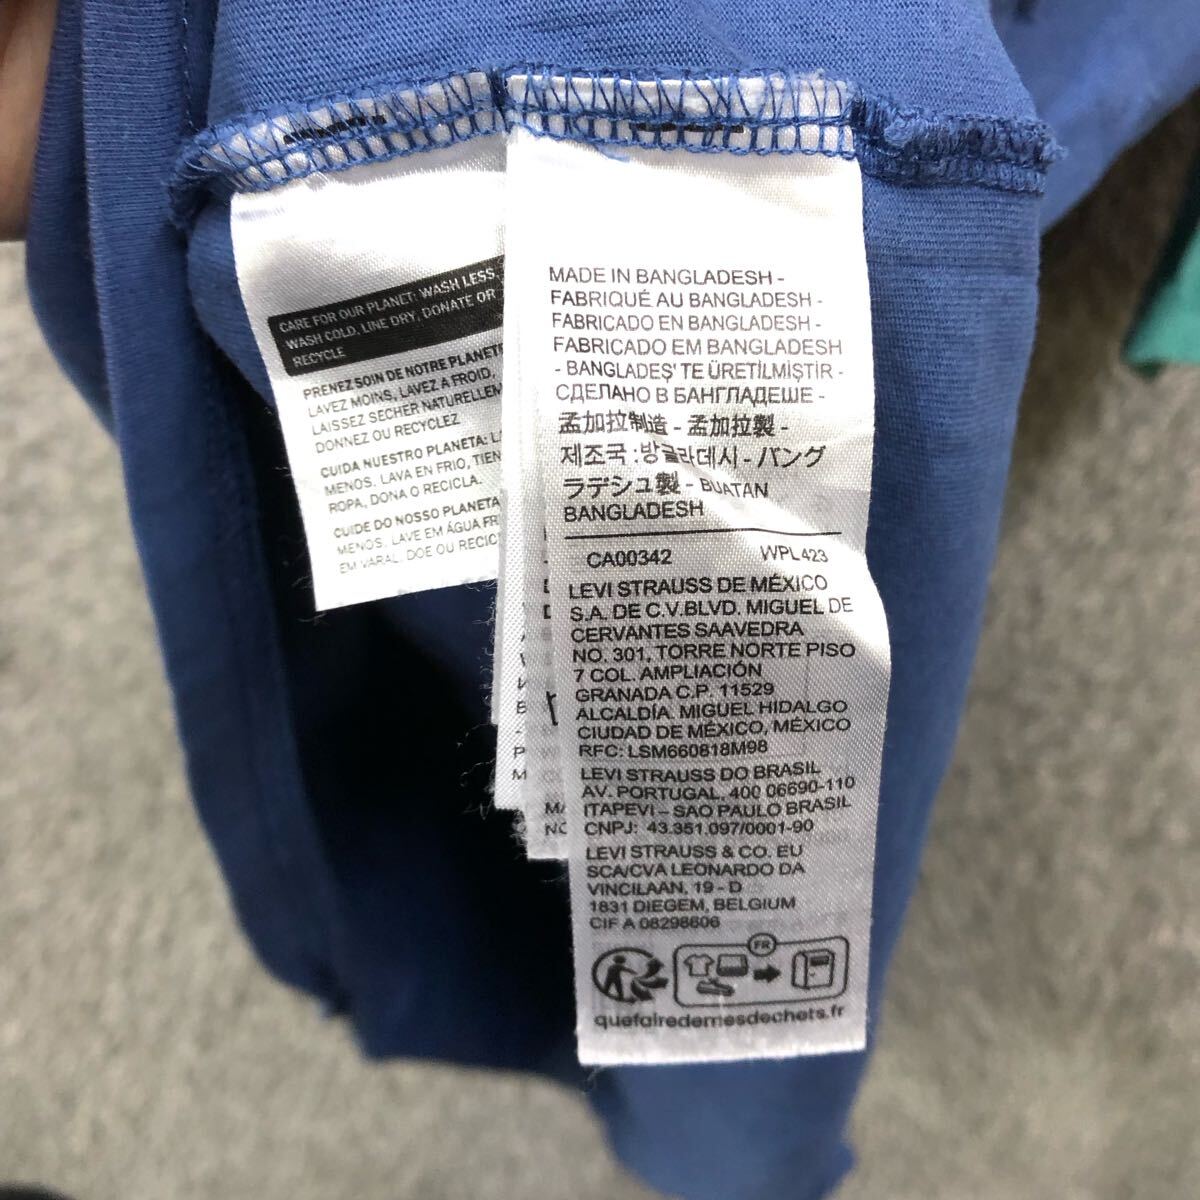 CARE FOR OUR PLANET: WASH LESS,
WASH COLD, LINE DRY, DONATE OR
RECYCLE
PRENEZ SOIN DE NOTRE PLANETE
LAVEZ MOINS, LAVEZ A FROID,
LAISSEZ SECHER NATURELLEMEN
DONNEZ OU RECYCLEZ
CUIDA NUESTRO PLANETA:
MENOS, LAVA EN FRIO, TIEN
ROPA, DONA O RECICLA.
CUIDE DO NOSSO PLANETA
MENOS, LAVE EM ÁGUA FR
EM VARAL, DOE OU RECIC
MADE IN BANGLADESH -
FABRIQUÉ AU BANGLADESH -
FABRICADO EN BANGLADESH -
FABRICADO EM BANGLADESH
- BANGLADEŞ'TE ÜRETİLMİŞTİR -
СДЕЛАНО В БАНГЛАДЕШЕ -
孟加拉制造 - 孟加拉製 -
제조국 : 방글라데시 - バング
ラデシュ製 - BUATAN
BANGLADESH
CA00342 WPL423
LEVI STRAUSS DE MÉXICO
S.A. DE C.V.BLVD. MIGUEL DE
CERVANTES SAAVEDRA
NO. 301, TORRE NORTE PISO
7 COL. AMPLIACIÓN
GRANADA C.P. 11529
ALCALDÍA. MIGUEL HIDALGO
CIUDAD DE MÉXICO, MÉXICO
RFC: LSM660818M98
LEVI STRAUSS DO BRASIL
AV. PORTUGAL, 400 06690-110
ITAPEVI – SAO PAULO BRASIL
CNPJ: 43.351.097/0001-90
LEVI STRAUSS & CO. EU
SCA/CVA LEONARDO DA
VINCILAAN, 19 - D
1831 DIEGEM, BELGIUM
CIF A 08298606
FR
quefairedemesdechets.fr